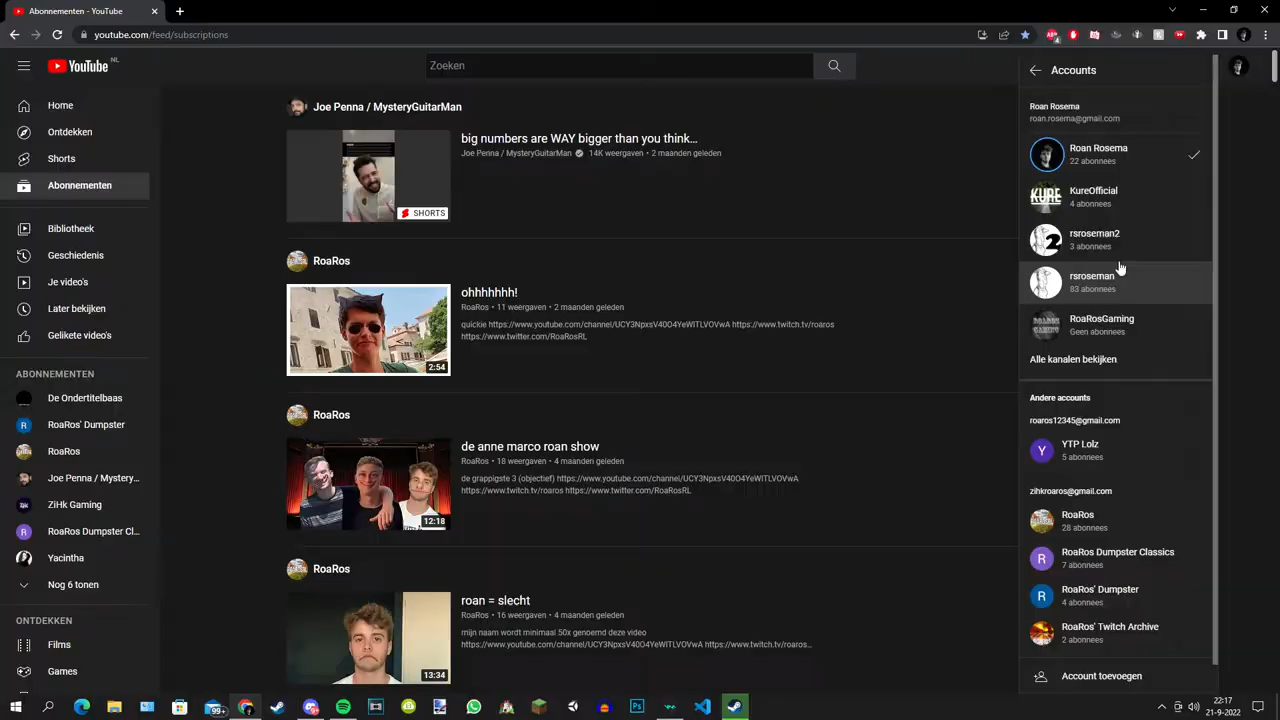 Abonnementen - YouTube
youtube.com/feed/subscriptions
YouTube NL
Zoeken
Home
Ontdekken
Shorts
Abonnementen
Bibliotheek
Geschiedenis
Je video's
Later bekijken
Gelikete video's
ABONNEMENTEN
De Ondertitelbaas
RoaRos' Dumpster
RoaRos
Joe Penna / Mystery...
ZiHk Gaming
RoaRos Dumpster Cl...
Yacintha
Nog 6 tonen
ONTDEKKEN
Films
Games
Joe Penna / MysteryGuitarMan
big numbers are WAY bigger than you think...
Joe Penna / MysteryGuitarMan 14K weergaven • 2 maanden geleden
SHORTS
RoaRos
ohhhhhhh!
RoaRos • 11 weergaven • 2 maanden geleden
quickie https://www.youtube.com/channel/UCY3NpxsV40O4YeWITLVOVwA https://www.twitch.tv/roaros
https://www.twitter.com/RoaRosRL
2:54
RoaRos
de anne marco roan show
RoaRos • 18 weergaven • 4 maanden geleden
de grappigste 3 (objectief) https://www.youtube.com/channel/UCY3NpxsV40O4YeWITLVOVwA
https://www.twitch.tv/roaros https://www.twitter.com/RoaRosRL
12:18
RoaRos
roan = slecht
RoaRos • 16 weergaven • 4 maanden geleden
mijn naam wordt minimaal 50x genoemd deze video
https://www.youtube.com/channel/UCY3NpxsV40O4YeWITLVOVwA https://www.twitch.tv/roaros...
13:34
Accounts
Roan Rosema
roan.rosema@gmail.com
Roan Rosema
22 abonnees
KURE
KureOfficial
4 abonnees
2
rsroseman2
3 abonnees
rsroseman
83 abonnees
ROAROS
GAMING
RoaRosGaming
Geen abonnees
Alle kanalen bekijken
Andere accounts
roaros12345@gmail.com
Y
YTP Lolz
5 abonnees
zihkroaros@gmail.com
RoaRos
28 abonnees
R
RoaRos Dumpster Classics
7 abonnees
R
RoaRos' Dumpster
4 abonnees
RoaRos' Twitch Archive
2 abonnees
Account toevoegen
99+
22:17
21-9-2022